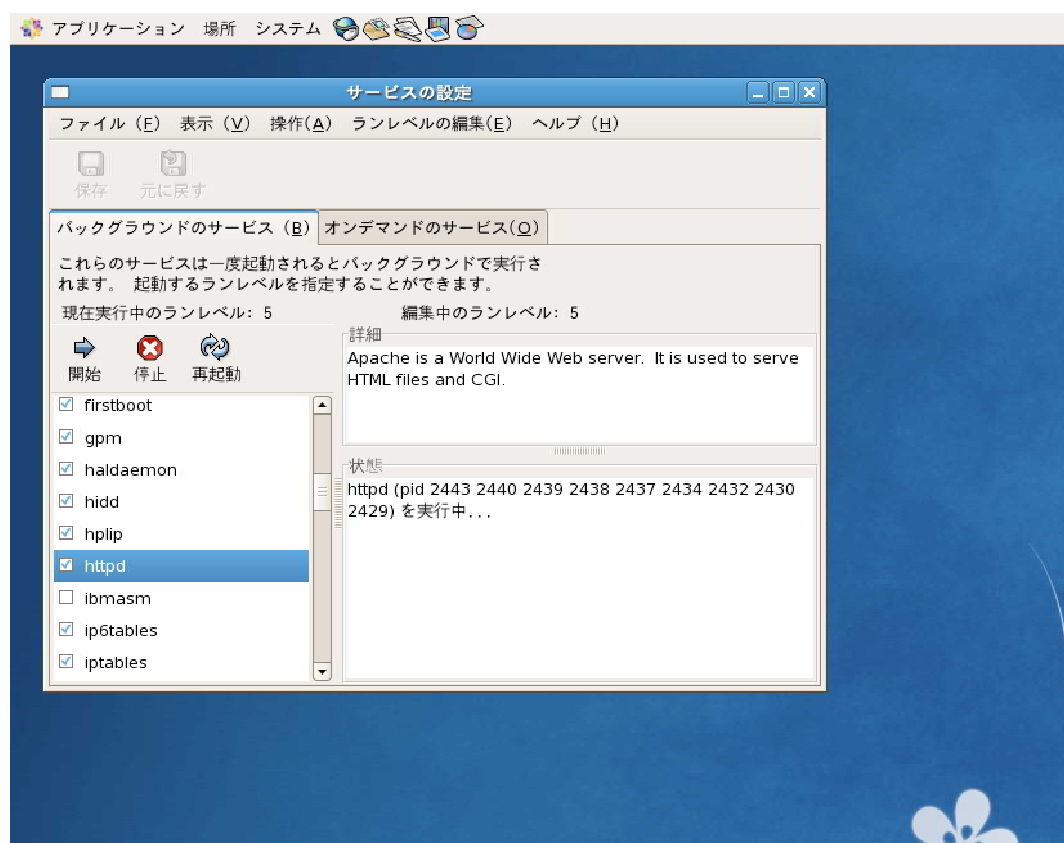 アプリケーション 場所 システム
サービスの設定
ファイル (F) 表示 (V) 操作(A) ランレベルの編集(E) ヘルプ (H)
保存 元に戻す
バックグラウンドのサービス (B) オンデマンドのサービス(O)
これらのサービスは一度起動されるとバックグラウンドで実行さ
れます。 起動するランレベルを指定することができます。
現在実行中のランレベル: 5 編集中のランレベル: 5
開始 停止 再起動
firstboot
gpm
haldaemon
hidd
hplip
httpd
ibmasm
ip6tables
iptables
詳細
Apache is a World Wide Web server. It is used to serve
HTML files and CGI.
状態
httpd (pid 2443 2440 2439 2438 2437 2434 2432 2430
2429) を実行中...